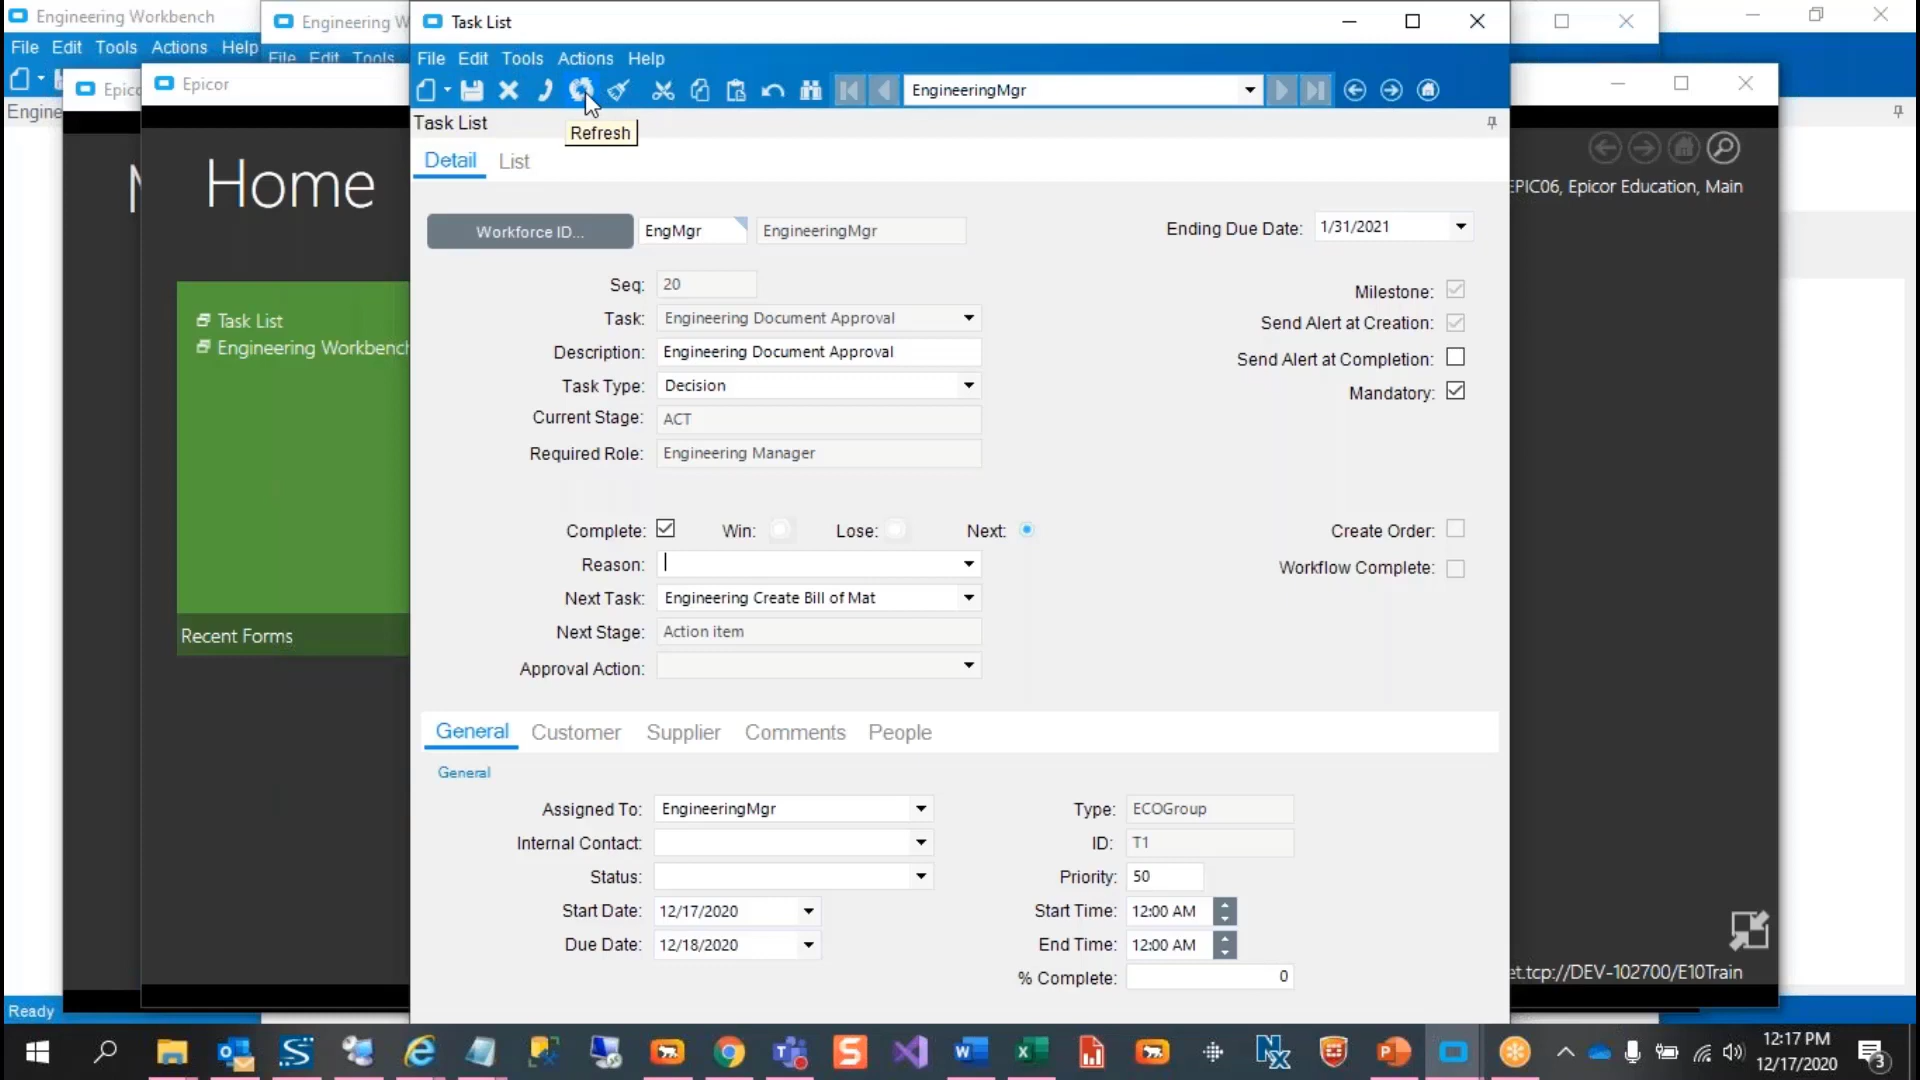 Engineering Workbench
Engineering W
Task List
File Edit Tools Actions Help
File Edit Tools
File Edit Tools Actions Help
Epic
Epicor
EngineeringMgr
Engine
Task List
Refresh
Home
Detail List
EPIC06, Epicor Education, Main
Workforce ID... EngMgr EngineeringMgr Ending Due Date: 1/31/2021
Seq: 20
Milestone:
Task: Engineering Document Approval
Send Alert at Creation:
Task List
Engineering Workbench
Description: Engineering Document Approval
Send Alert at Completion:
Task Type: Decision
Mandatory:
Current Stage: ACT
Required Role: Engineering Manager
Complete: Win: Lose: Next: Create Order:
Reason:
Workflow Complete:
Next Task: Engineering Create Bill of Mat
Next Stage: Action item
Recent Forms
Approval Action:
General Customer Supplier Comments People
General
Assigned To: EngineeringMgr Type: ECOGroup
Internal Contact: ID: T1
Status: Priority: 50
Start Date: 12/17/2020 Start Time: 12:00 AM
Due Date: 12/18/2020 End Time: 12:00 AM
% Complete: 0
et.tcp://DEV-102700/E10Train
Ready
12:17 PM
12/17/2020
3